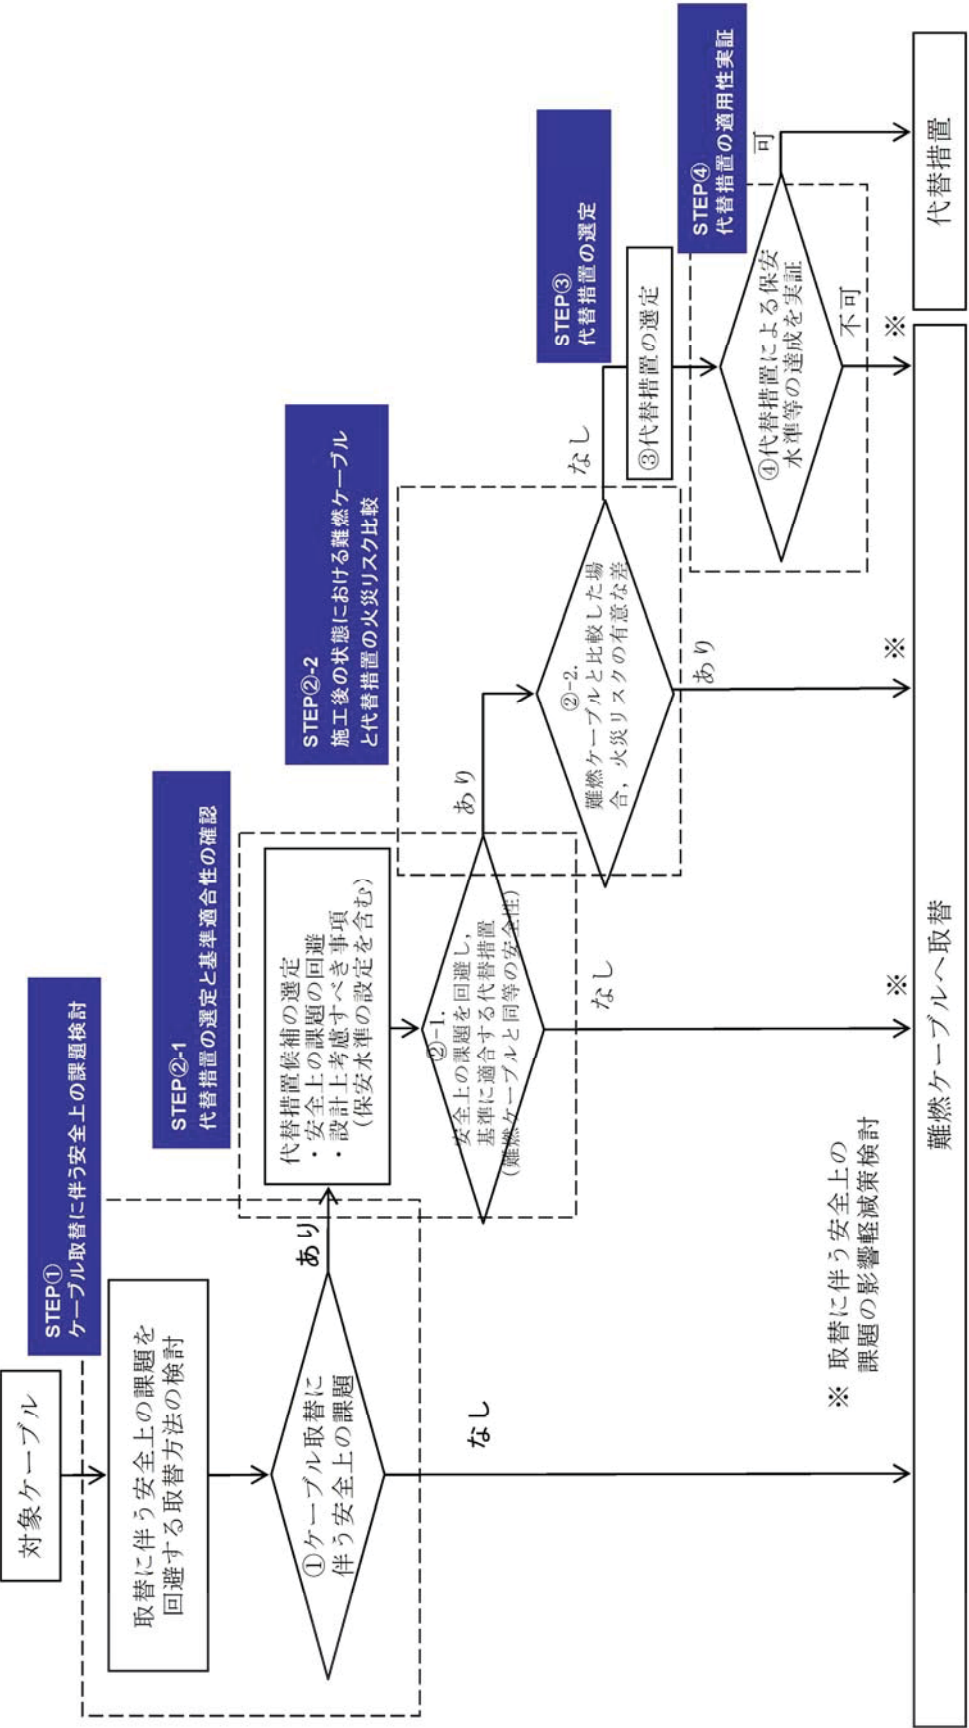 対象ケーブル
STEP①
ケーブル取替に伴う安全上の課題検討
取替に伴う安全上の課題を
回避する取替方法の検討
①ケーブル取替に
伴う安全上の課題
あり
なし
STEP②-1
代替措置の選定と基準適合性の確認
代替措置候補の選定
・安全上の課題の回避
・設計上考慮すべき事項
（保安水準の設定を含む）
②-1.
安全上の課題を回避し，
基準に適合する代替措置
（難燃ケーブルと同等の安全性）
あり
なし
※
STEP②-2
施工後の状態における難燃ケーブル
と代替措置の火災リスク比較
②-2.
難燃ケーブルと比較した場
合，火災リスクの有意な差
なし
あり
※
STEP③
代替措置の選定
③代替措置の選定
STEP④
代替措置の適用性実証
④代替措置による保安
水準等の達成を実証
可
不可
※
※ 取替に伴う安全上の
課題の影響軽減策検討
難燃ケーブルへ取替
代替措置